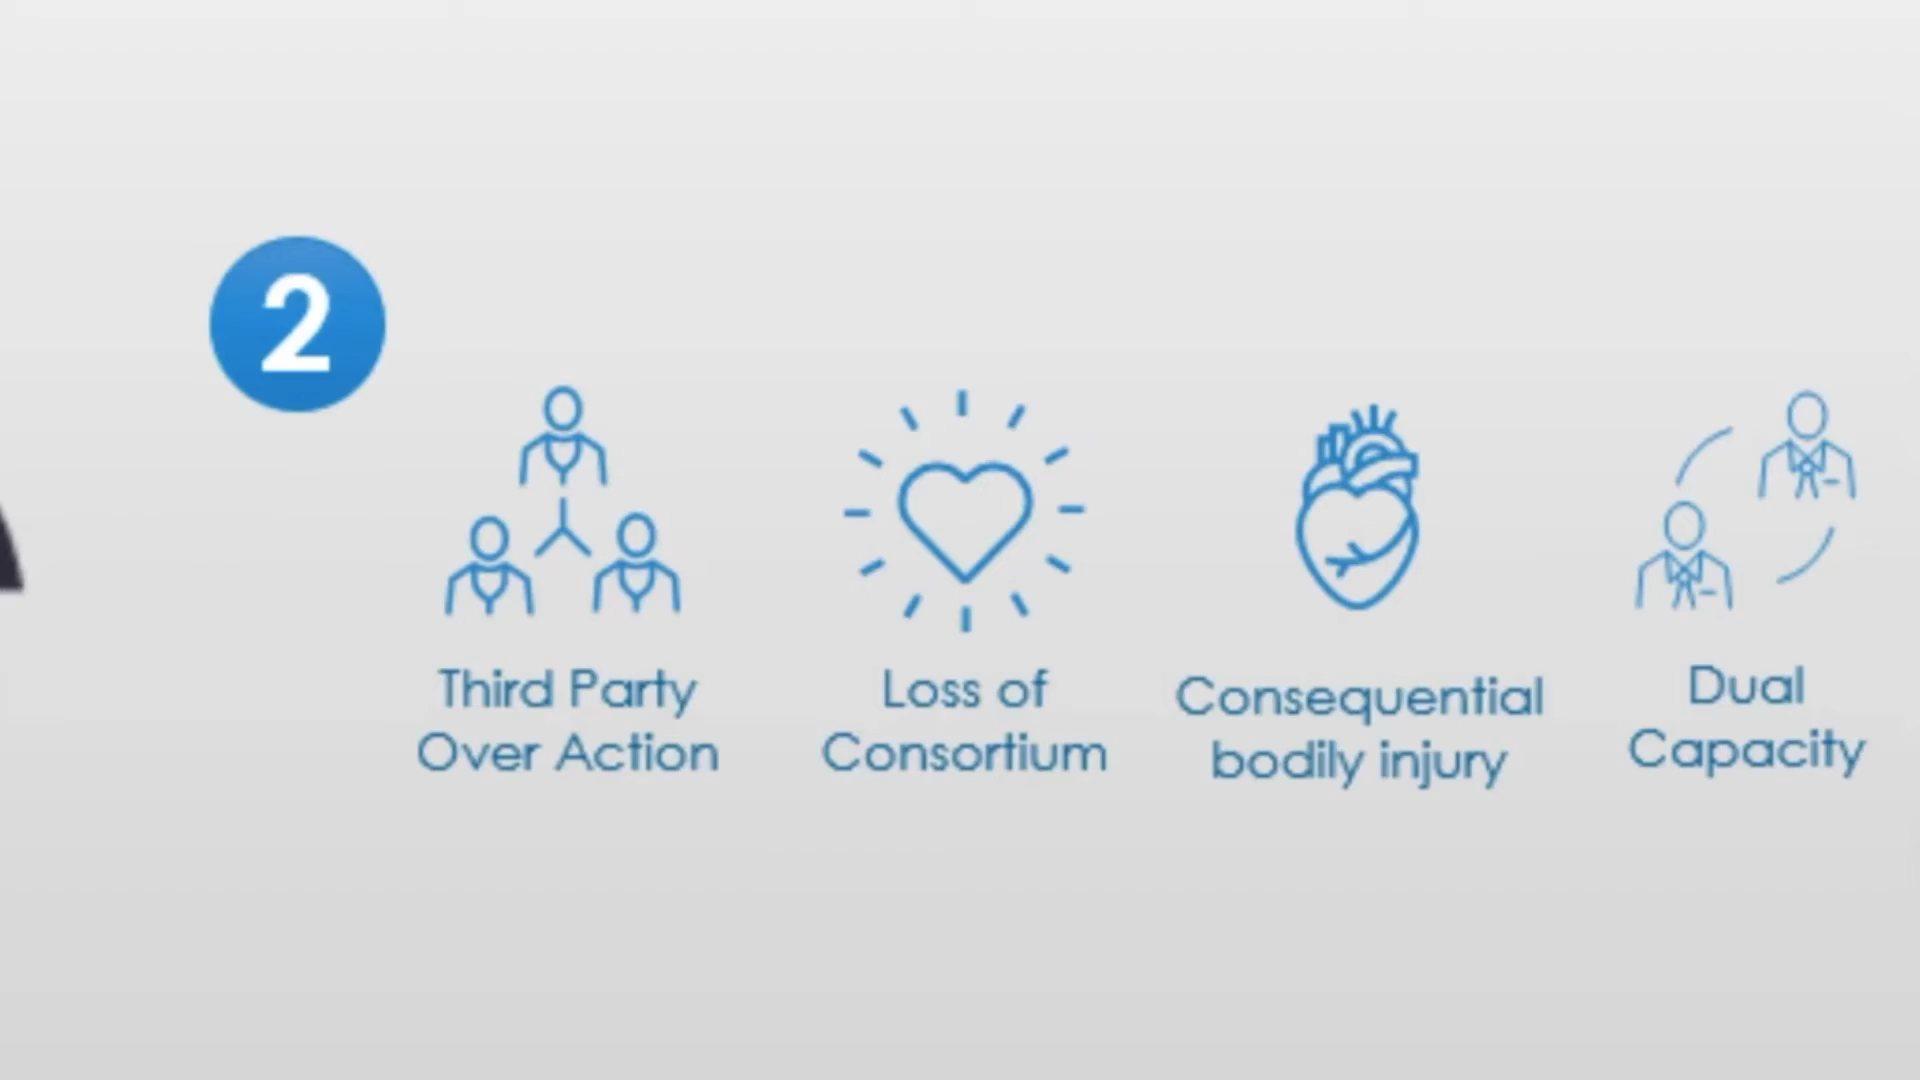 2
Third Party
Over Action
Loss of
Consortium
Consequential
bodily injury
Dual
Capacity